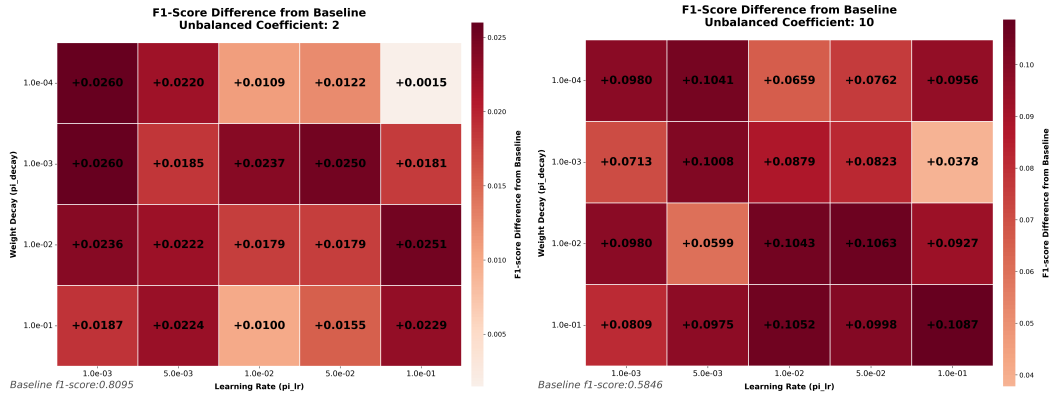 F1-Score Difference from Baseline
Unbalanced Coefficient: 2
Weight Decay (pi_decay)
1.0e-04
+0.0260 +0.0220 +0.0109 +0.0122 +0.0015
1.0e-03
+0.0260 +0.0185 +0.0237 +0.0250 +0.0181
1.0e-02
+0.0236 +0.0222 +0.0179 +0.0179 +0.0251
1.0e-01
+0.0187 +0.0224 +0.0100 +0.0155 +0.0229
1.0e-03 5.0e-03 1.0e-02 5.0e-02 1.0e-01
Learning Rate (pi_lr)
Baseline f1-score:0.8095
0.025
0.020
0.015
0.010
0.005
F1-score Difference from Baseline
F1-Score Difference from Baseline
Unbalanced Coefficient: 10
Weight Decay (pi_decay)
1.0e-04
+0.0980 +0.1041 +0.0659 +0.0762 +0.0956
1.0e-03
+0.0713 +0.1008 +0.0879 +0.0823 +0.0378
1.0e-02
+0.0980 +0.0599 +0.1043 +0.1063 +0.0927
1.0e-01
+0.0809 +0.0975 +0.1052 +0.0998 +0.1087
1.0e-03 5.0e-03 1.0e-02 5.0e-02 1.0e-01
Learning Rate (pi_lr)
Baseline f1-score:0.5846
0.10
0.09
0.08
0.07
0.06
0.05
0.04
F1-score Difference from Baseline